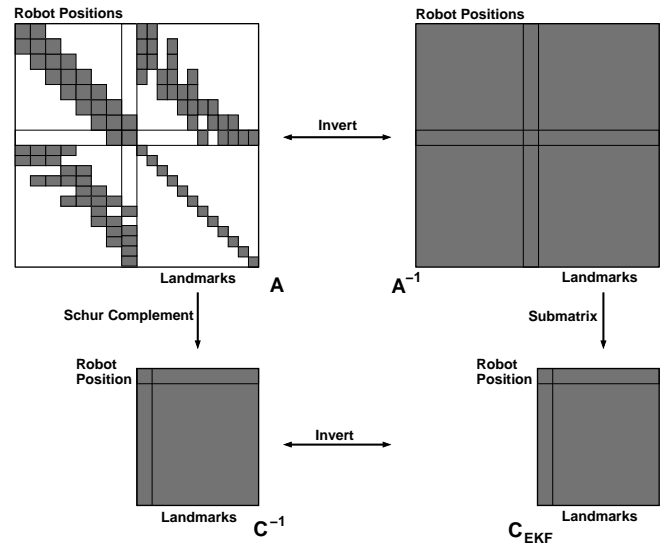 Robot Positions
Robot Positions
Invert
Landmarks
Landmarks
A
A⁻¹
Schur Complement
Submatrix
Robot
Position
Robot
Position
Invert
Landmarks
Landmarks
C⁻¹
C_EKF